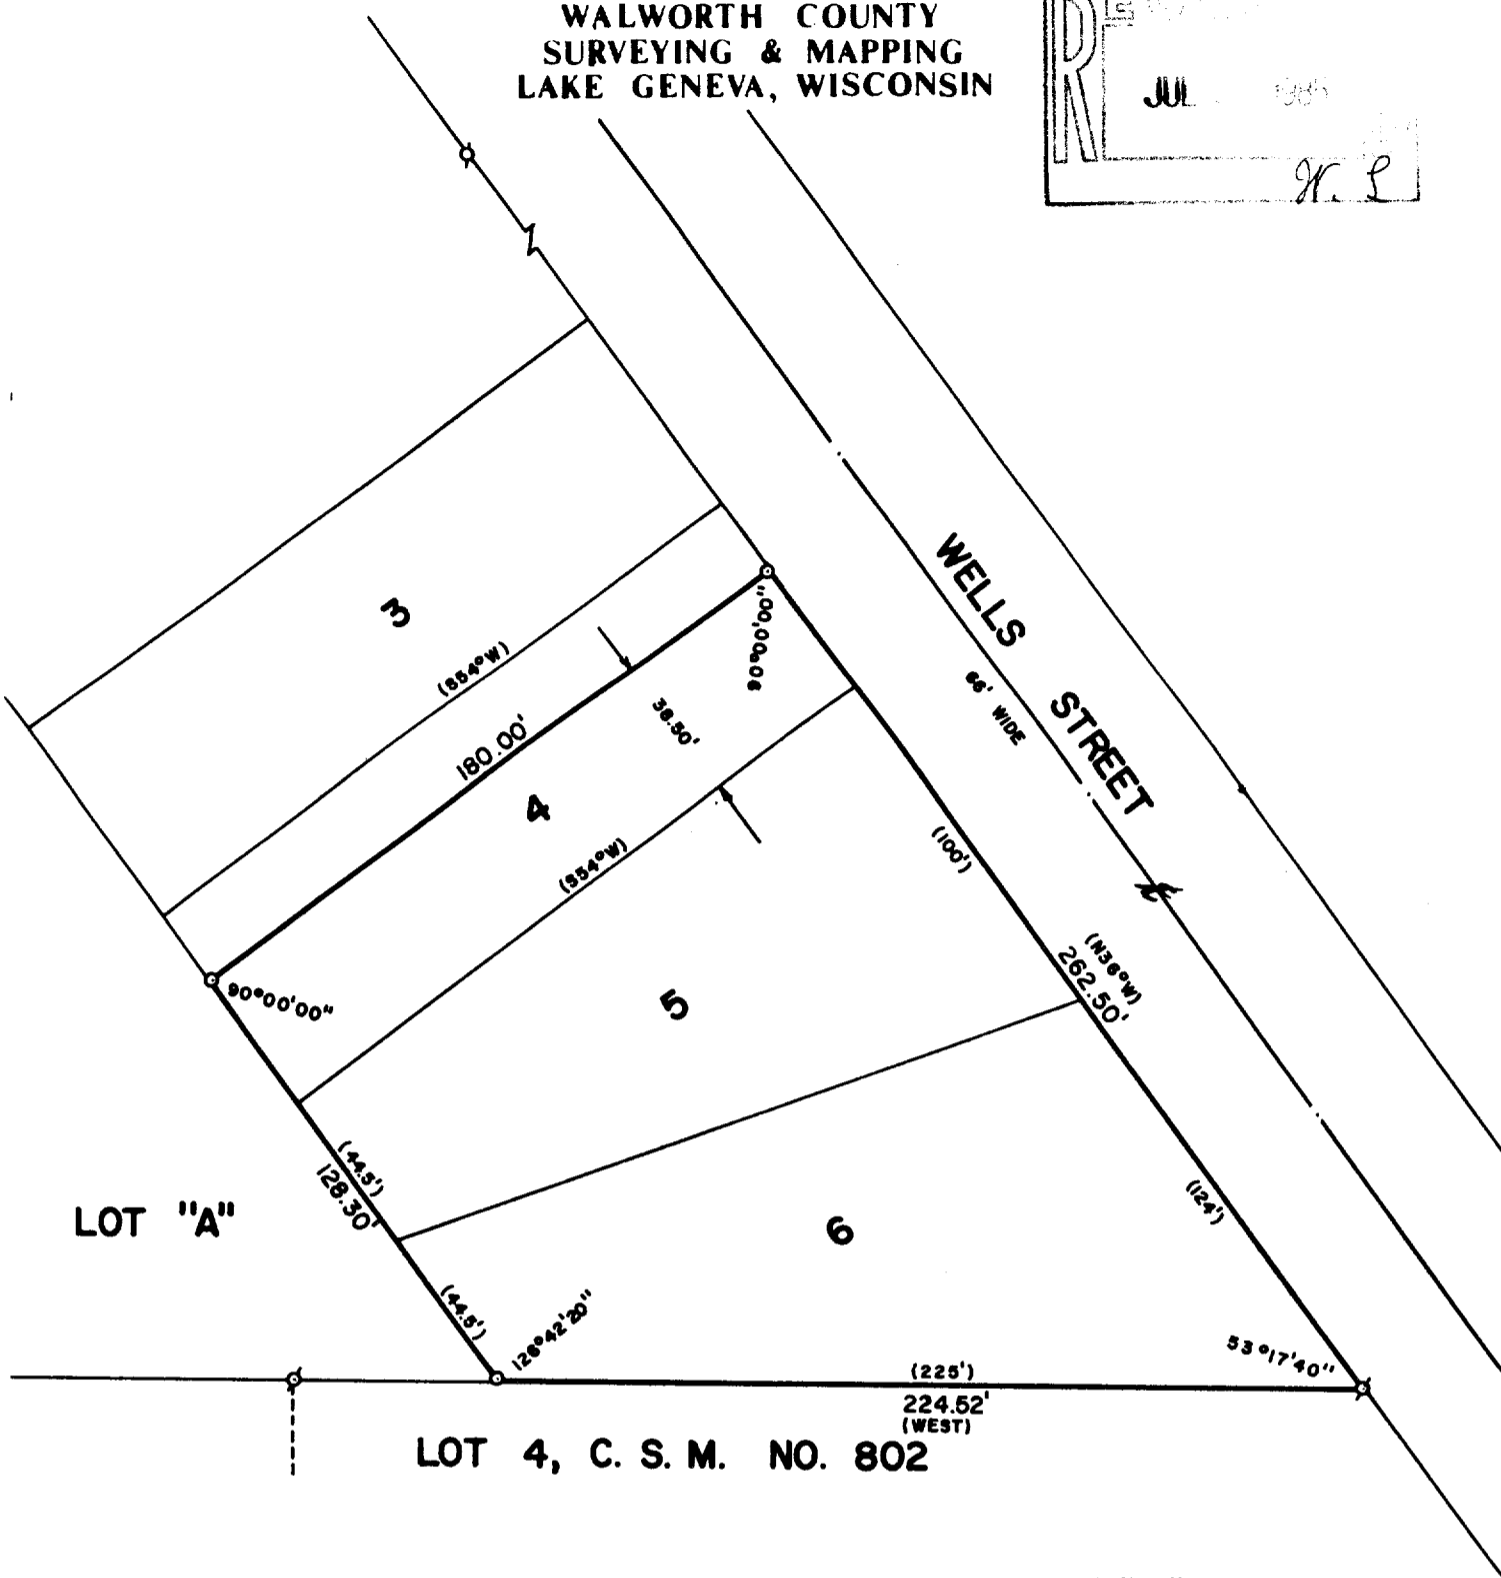 WALWORTH COUNTY
SURVEYING & MAPPING
LAKE GENEVA, WISCONSIN
R
JUL 1985
W. L
WELLS STREET
66' WIDE
3
(S54°W)
180.00'
90°00'00"
38.50'
4
(S54°W)
(100')
90°00'00"
5
(N36°W)
262.50'
(44.5')
128.30'
LOT "A"
6
(124')
(44.5')
126°42'20"
53°17'40"
(225')
224.52'
(WEST)
LOT 4, C. S. M. NO. 802